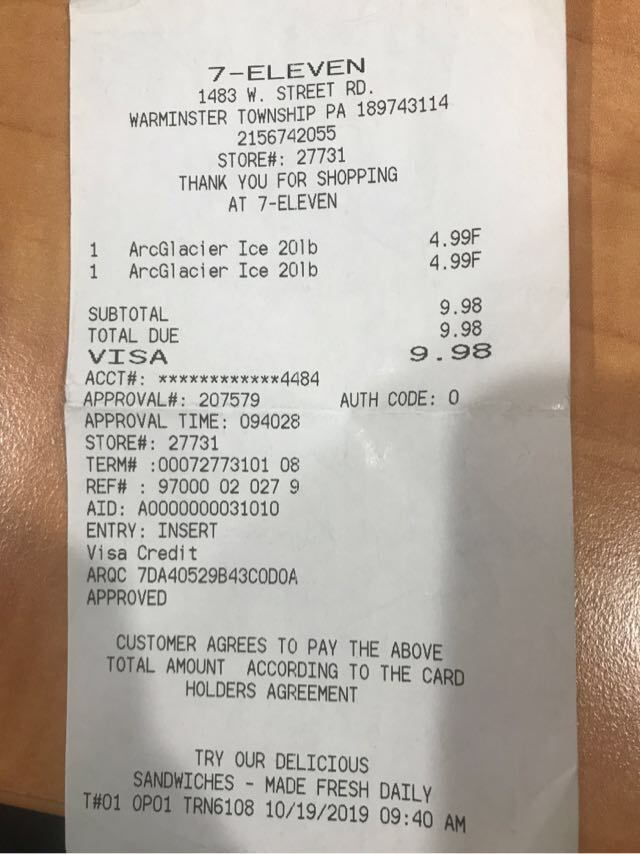 7-ELEVEN
1483 W. STREET RD.
WARMINSTER TOWNSHIP PA 189743114
2156742055
STORE#: 27731
THANK YOU FOR SHOPPING
AT 7-ELEVEN
1 ArcGlacier Ice 20lb 4.99F
1 ArcGlacier Ice 20lb 4.99F
SUBTOTAL 9.98
TOTAL DUE 9.98
VISA 9.98
ACCT#: ************4484
APPROVAL#: 207579 AUTH CODE: 0
APPROVAL TIME: 094028
STORE#: 27731
TERM# :00072773101 08
REF# : 97000 02 027 9
AID: A0000000031010
ENTRY: INSERT
Visa Credit
ARQC 7DA40529B43C0D0A
APPROVED
CUSTOMER AGREES TO PAY THE ABOVE
TOTAL AMOUNT ACCORDING TO THE CARD
HOLDERS AGREEMENT
TRY OUR DELICIOUS
SANDWICHES - MADE FRESH DAILY
T#01 OP01 TRN6108 10/19/2019 09:40 AM